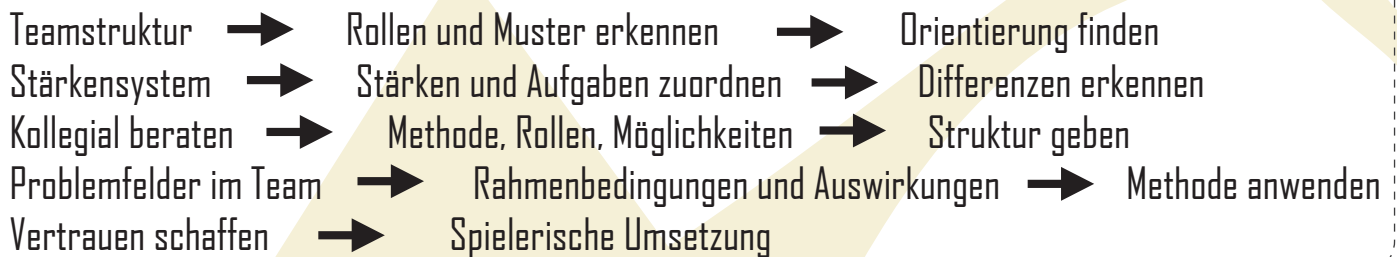 Teamstruktur → Rollen und Muster erkennen → Orientierung finden
Stärkensystem → Stärken und Aufgaben zuordnen → Differenzen erkennen
Kollegial beraten → Methode, Rollen, Möglichkeiten → Struktur geben
Problemfelder im Team → Rahmenbedingungen und Auswirkungen → Methode anwenden
Vertrauen schaffen → Spielerische Umsetzung